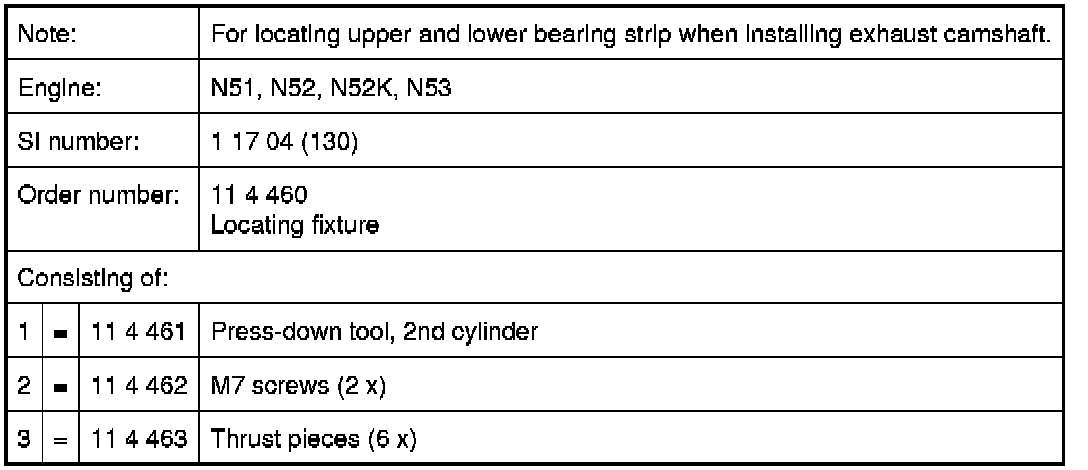 Note: For locating upper and lower bearing strip when installing exhaust camshaft.
Engine: N51, N52, N52K, N53
SI number: 1 17 04 (130)
Order number: 11 4 460
Locating fixture
Consisting of:
1 = 11 4 461 Press-down tool, 2nd cylinder
2 = 11 4 462 M7 screws (2 x)
3 = 11 4 463 Thrust pieces (6 x)